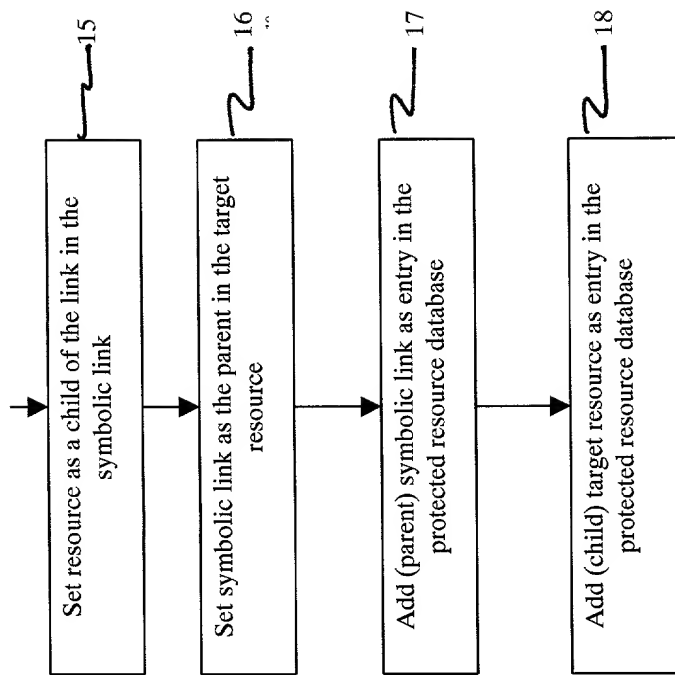 Set resource as a child of the link in the
symbolic link
15
Set symbolic link as the parent in the target
resource
16
Add (parent) symbolic link as entry in the
protected resource database
17
Add (child) target resource as entry in the
protected resource database
18